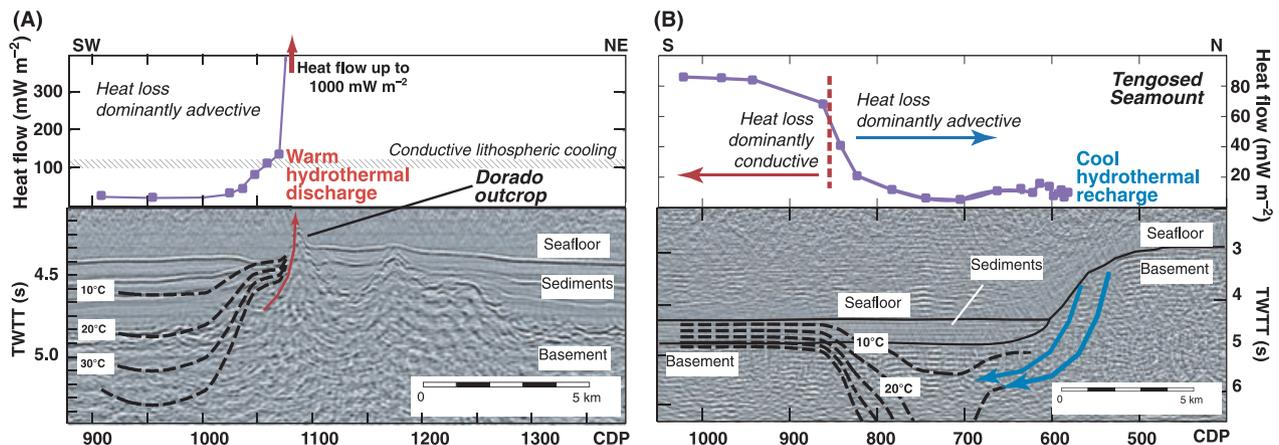 (A)
SW
NE
Heat flow (mW m−2)
300
200
100
Heat loss
dominantly advective
Heat flow up to
1000 mW m−2
Conductive lithospheric cooling
Warm
hydrothermal
discharge
Dorado
outcrop
Seafloor
Sediments
Basement
TWTT (s)
4.5
5.0
10°C
20°C
30°C
0
5 km
900
1000
1100
1200
1300
CDP
(B)
S
N
Heat flow (mW m−2)
80
60
40
20
Tengosed
Seamount
Heat loss
dominantly
conductive
Heat loss
dominantly advective
Cool
hydrothermal
recharge
Seafloor
Basement
Sediments
Seafloor
Basement
10°C
20°C
TWTT (s)
3
4
5
6
0
5 km
1000
900
800
700
600
500
CDP